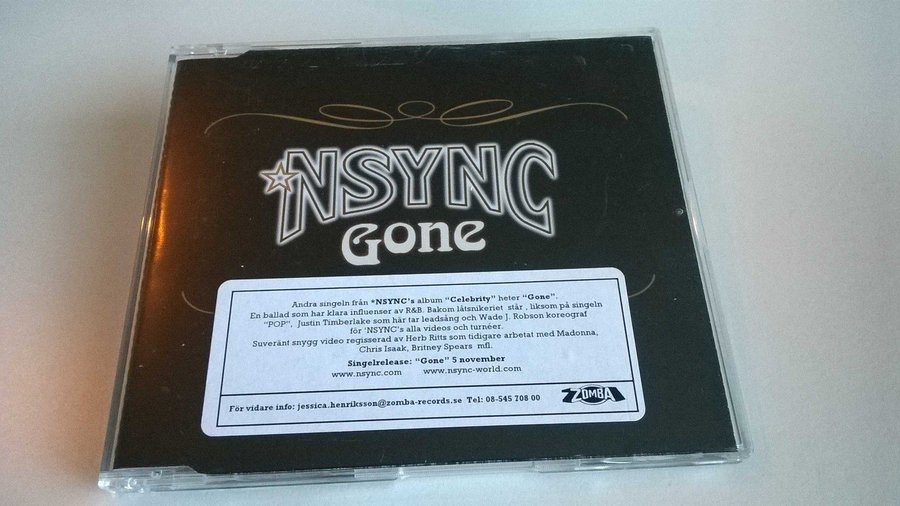 *NSYNC
Gone
Andra singeln från *NSYNC's album "Celebrity" heter "Gone".
En ballad som har klara influenser av R&B. Bakom låtsnikeriet står, liksom på singeln
"POP", Justin Timberlake som här tar leadsång och Wade J. Robson koreograf
för 'NSYNC's alla videos och turnéer.
Suveränt snygg video regisserad av Herb Ritts som tidigare arbetat med Madonna,
Chris Isaak, Britney Spears mfl.
Singelrelease: "Gone" 5 november
www.nsync.com www.nsync-world.com
ZOMBA
För vidare info: jessica.henriksson@zomba-records.se Tel: 08-545 708 00